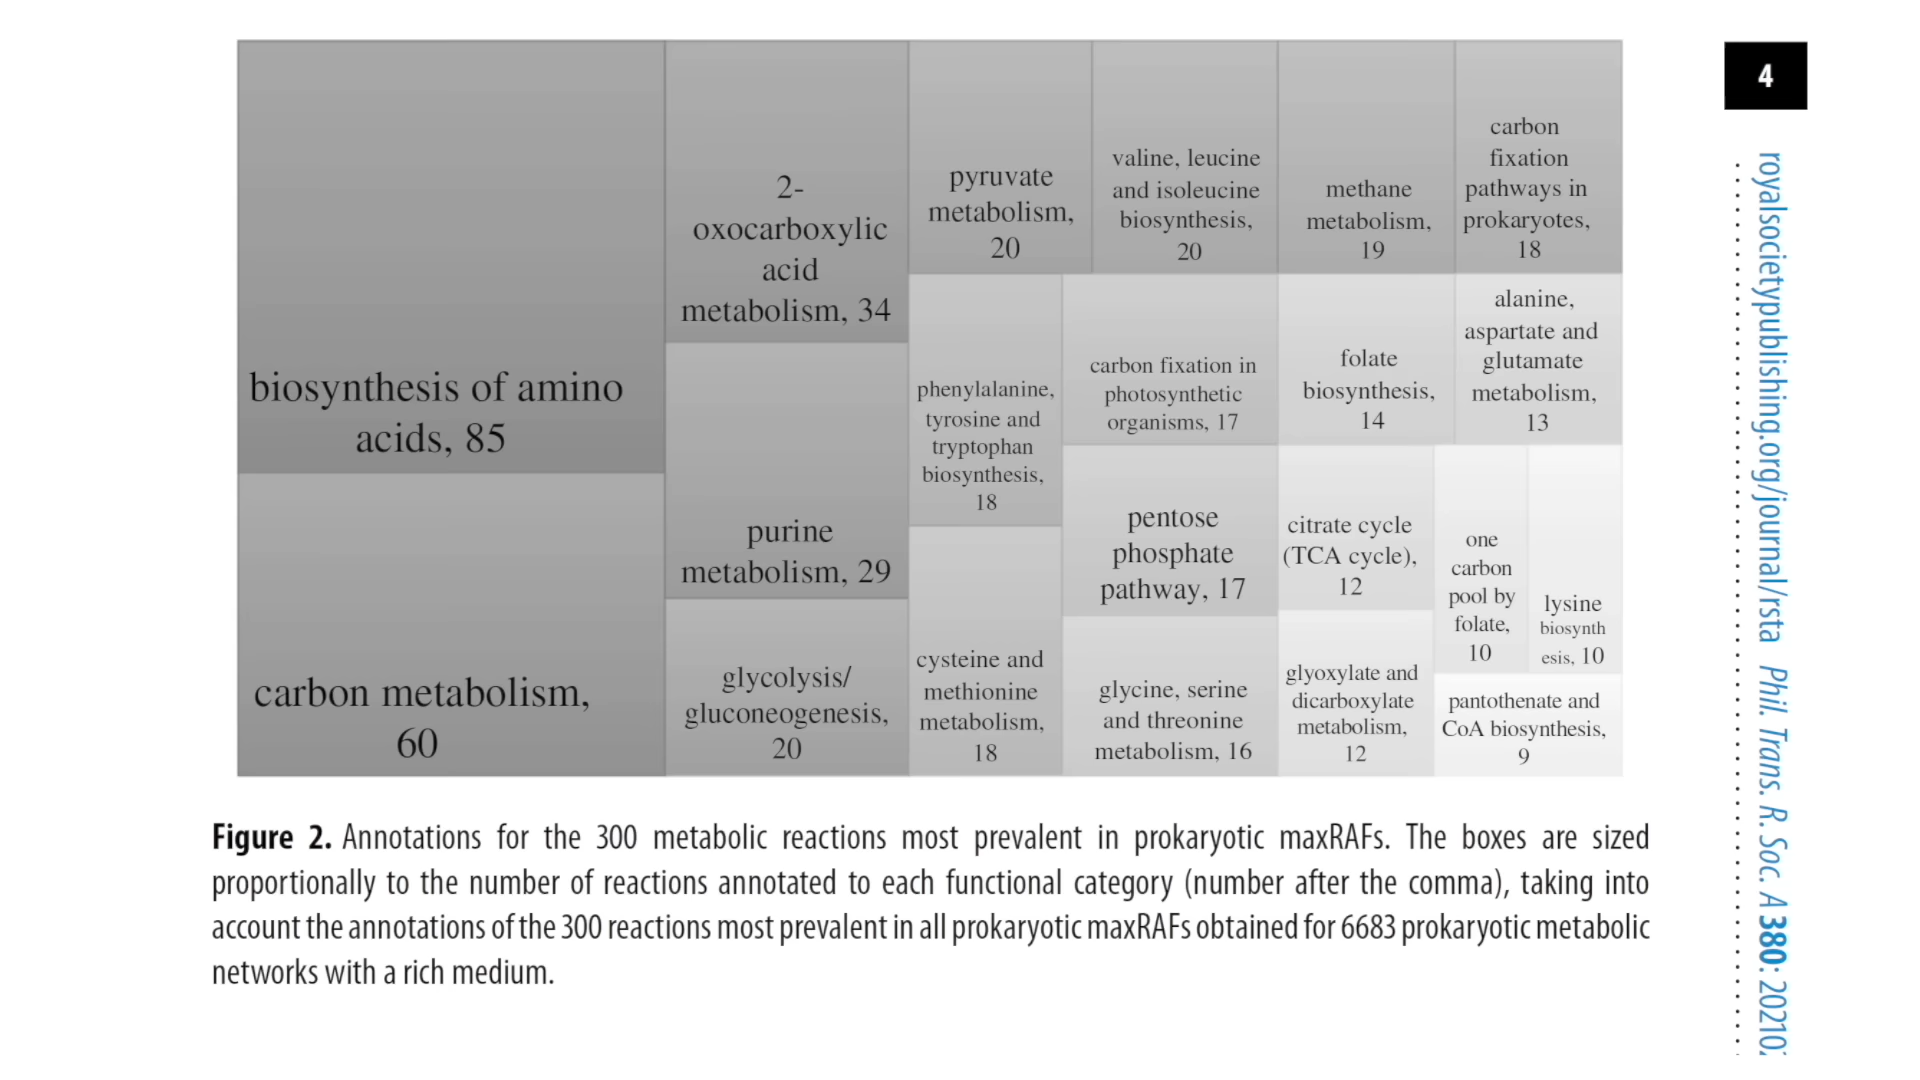 biosynthesis of amino
acids, 85
carbon metabolism,
60
2-
oxocarboxylic
acid
metabolism, 34
purine
metabolism, 29
glycolysis/
gluconeogenesis,
20
pyruvate
metabolism,
20
valine, leucine
and isoleucine
biosynthesis,
20
methane
metabolism,
19
carbon
fixation
pathways in
prokaryotes,
18
phenylalanine,
tyrosine and
tryptophan
biosynthesis,
18
cysteine and
methionine
metabolism,
18
carbon fixation in
photosynthetic
organisms, 17
pentose
phosphate
pathway, 17
glycine, serine
and threonine
metabolism, 16
folate
biosynthesis,
14
alanine,
aspartate and
glutamate
metabolism,
13
citrate cycle
(TCA cycle),
12
glyoxylate and
dicarboxylate
metabolism,
12
one
carbon
pool by
folate,
10
lysine
biosynth
esis, 10
pantothenate and
CoA biosynthesis,
9
Figure 2. Annotations for the 300 metabolic reactions most prevalent in prokaryotic maxRAFs. The boxes are sized
proportionally to the number of reactions annotated to each functional category (number after the comma), taking into
account the annotations of the 300 reactions most prevalent in all prokaryotic maxRAFs obtained for 6683 prokaryotic metabolic
networks with a rich medium.
4
royalsocietypublishing.org/journal/rsta Phil. Trans. R. Soc. A 380: 202102